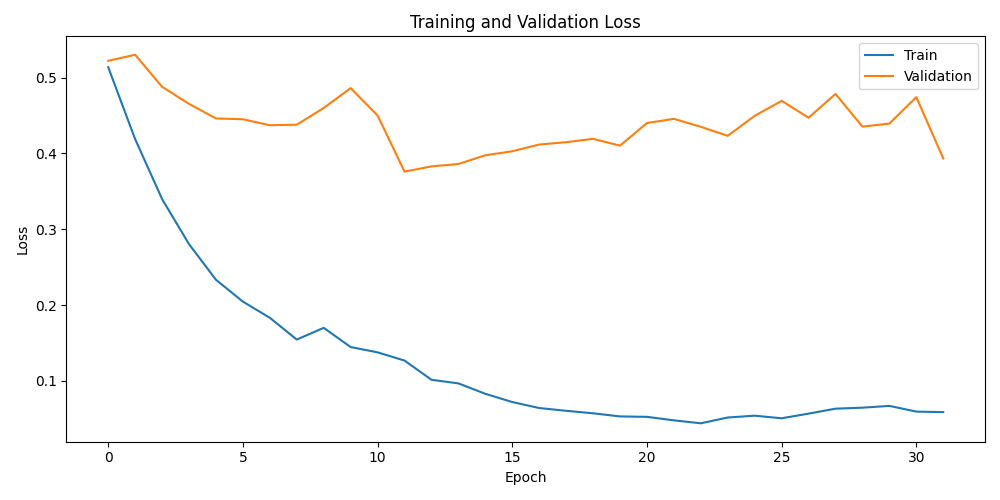 Training and Validation Loss
Train
Validation
Loss
0.5
0.4
0.3
0.2
0.1
0 5 10 15 20 25 30
Epoch